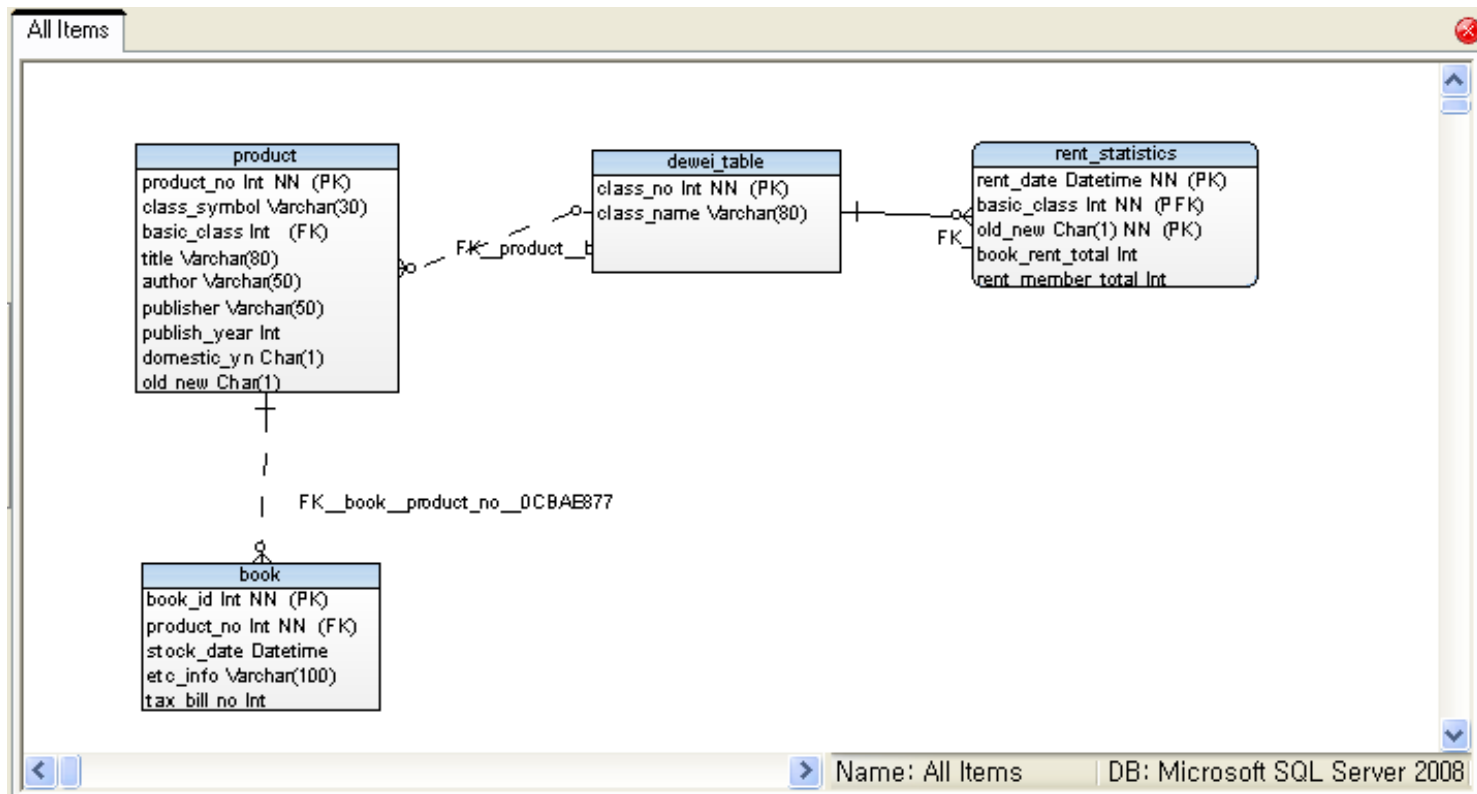 All Items
product
product_no Int NN (PK)
class_symbol Varchar(30)
basic_class Int (FK)
title Varchar(80)
author Varchar(50)
publisher Varchar(50)
publish_year Int
domestic_yn Char(1)
old_new Char(1)
FK__product__b
dewei_table
class_no Int NN (PK)
class_name Varchar(80)
FK_
rent_statistics
rent_date Datetime NN (PK)
basic_class Int NN (PFK)
old_new Char(1) NN (PK)
book_rent_total Int
rent_member_total Int
FK__book__product_no__0CBAE877
book
book_id Int NN (PK)
product_no Int NN (FK)
stock_date Datetime
etc_info Varchar(100)
tax_bill_no Int
Name: All Items
DB: Microsoft SQL Server 2008